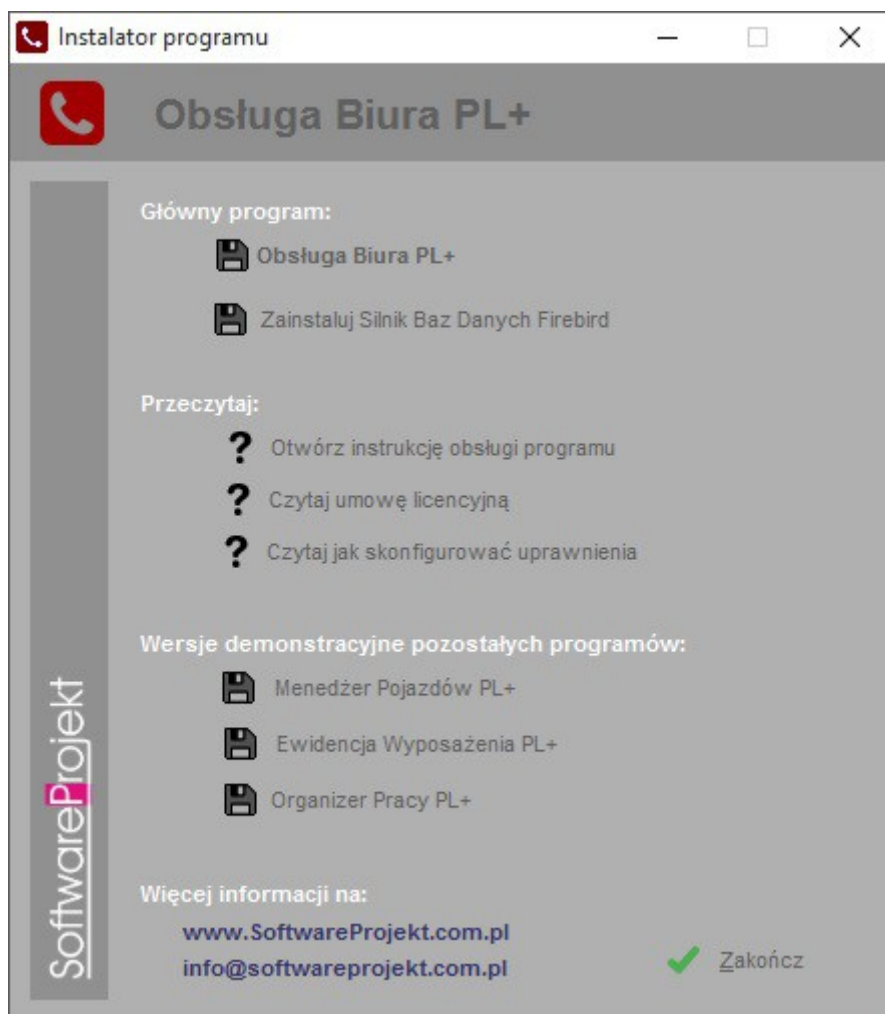 Instalator programu
Obsługa Biura PL+
Główny program:
Obsługa Biura PL+
Zainstaluj Silnik Baz Danych Firebird
Przeczytaj:
Otwórz instrukcję obsługi programu
Czytaj umowę licencyjną
Czytaj jak skonfigurować uprawnienia
Wersje demonstracyjne pozostałych programów:
Menedżer Pojazdów PL+
Ewidencja Wyposażenia PL+
Organizer Pracy PL+
Więcej informacji na:
www.SoftwareProjekt.com.pl
info@softwareprojekt.com.pl
Zakończ
SoftwareProjekt